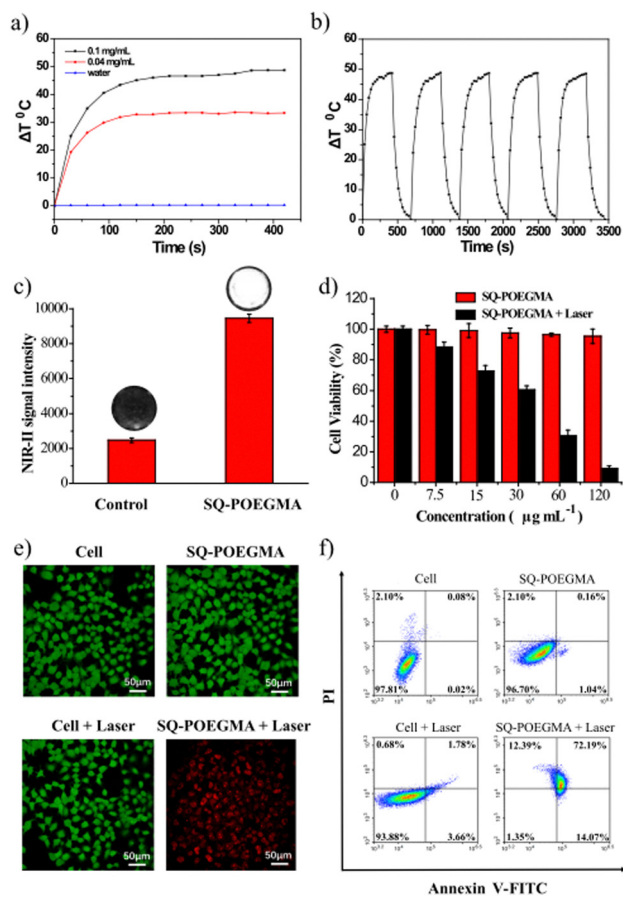 a)
0.1 mg/mL
0.04 mg/mL
water
60
50
40
30
20
10
0
ΔT ⁰C
0 100 200 300 400
Time (s)
b)
60
50
40
30
20
10
0
ΔT ⁰C
0 500 1000 1500 2000 2500 3000 3500
Time (s)
c)
10000
8000
6000
4000
2000
0
NIR-II signal intensity
Control SQ-POEGMA
d)
SQ-POEGMA
SQ-POEGMA + Laser
120
100
80
60
40
20
0
Cell Viability (%)
0 7.5 15 30 60 120
Concentration ( μg mL⁻¹)
e)
Cell SQ-POEGMA
50μm 50μm
Cell + Laser SQ-POEGMA + Laser
50μm 50μm
f)
PI
Cell
2.10% 0.08%
97.81% 0.02%
SQ-POEGMA
2.10% 0.16%
96.70% 1.04%
Cell + Laser
0.68% 1.78%
93.88% 3.66%
SQ-POEGMA + Laser
12.39% 72.19%
1.35% 14.07%
Annexin V-FITC